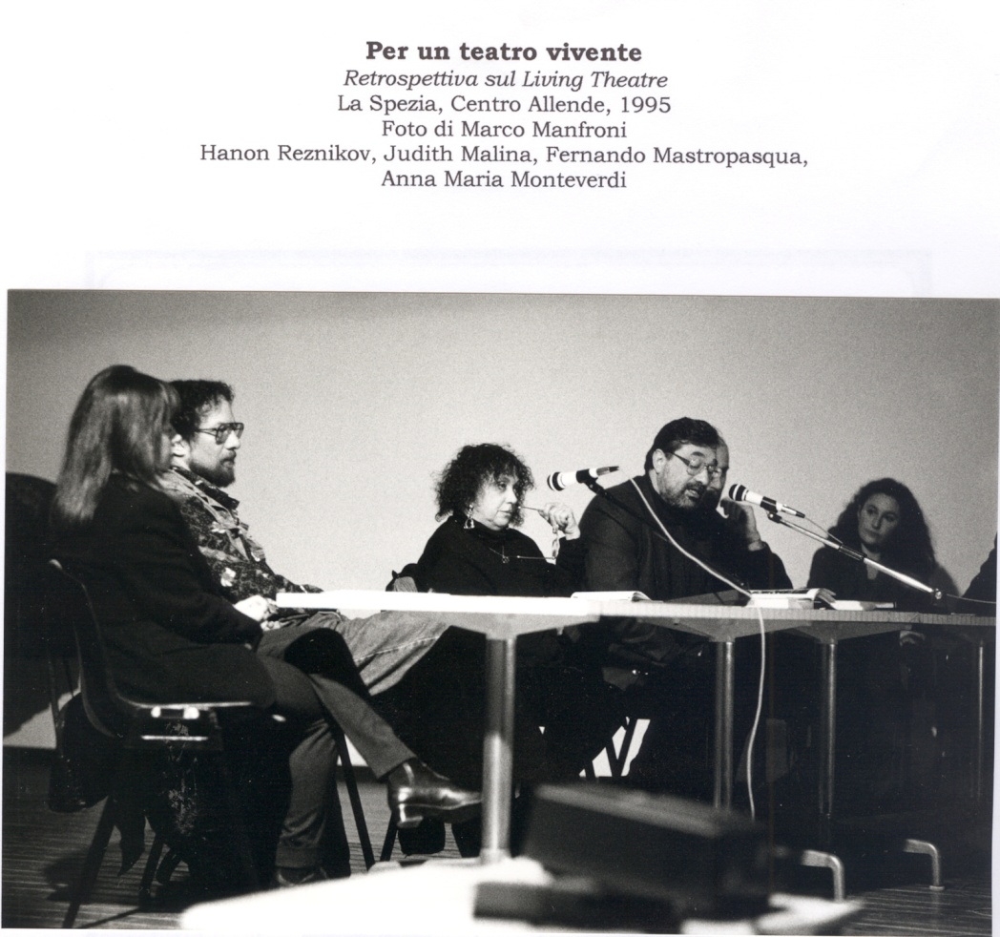 Per un teatro vivente
Retrospettiva sul Living Theatre
La Spezia, Centro Allende, 1995
Foto di Marco Manfroni
Hanon Reznikov, Judith Malina, Fernando Mastropasqua,
Anna Maria Monteverdi